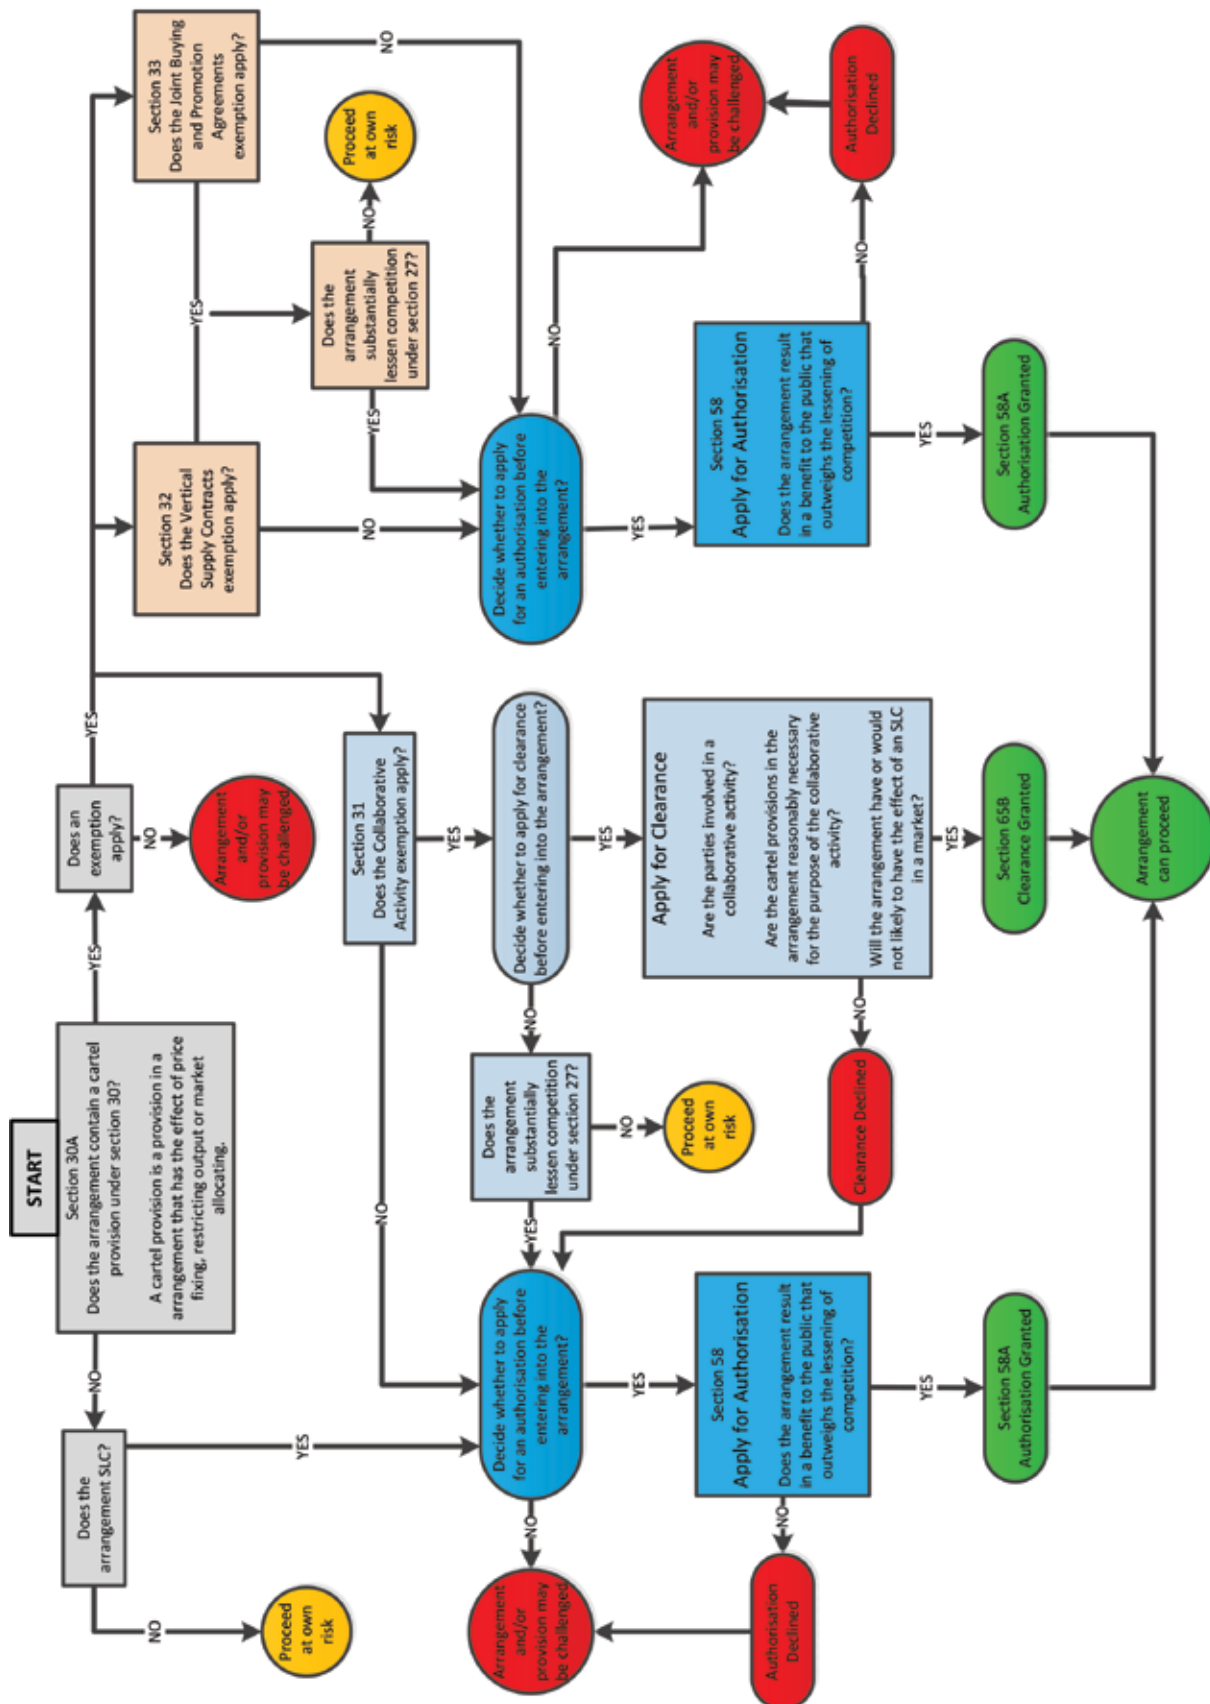 START
Section 30A
Does the arrangement contain a cartel
provision under section 30?
A cartel provision is a provision in a
arrangement that has the effect of price
fixing, restricting output or market
allocating.
NO
YES
Does the
arrangement SLC?
NO
YES
Proceed
at own
risk
Does an
exemption
apply?
YES
NO
Arrangement
and/or
provision may
be challenged
Section 31
Does the Collaborative
Activity exemption apply?
NO
YES
Section 32
Does the Vertical
Supply Contracts
exemption apply?
NO
YES
Section 33
Does the Joint Buying
and Promotion
Agreements
exemption apply?
NO
Does the
arrangement
substantially
lessen competition
under section 27?
YES
NO
Proceed
at own
risk
Decide whether to apply for clearance
before entering into the arrangement?
NO
YES
Does the
arrangement
substantially
lessen competition
under section 27?
YES
NO
Proceed
at own
risk
Decide whether to apply
for an authorisation before
entering into the
arrangement?
NO
YES
Arrangement
and/or
provision may
be challenged
Decide whether to apply
for an authorisation before
entering into the
arrangement?
NO
YES
Arrangement
and/or
provision may
be challenged
Section 58
Apply for Authorisation
Does the arrangement result
in a benefit to the public that
outweighs the lessening of
competition?
NO
YES
Authorisation
Declined
Apply for Clearance
Are the parties involved in a
collaborative activity?
Are the cartel provisions in the
arrangement reasonably necessary
for the purpose of the collaborative
activity?
Will the arrangement have or would
not likely to have the effect of an SLC
in a market?
NO
YES
Clearance Declined
Section 58
Apply for Authorisation
Does the arrangement result
in a benefit to the public that
outweighs the lessening of
competition?
NO
YES
Authorisation
Declined
Section 58A
Authorisation Granted
Section 65B
Clearance Granted
Section 58A
Authorisation Granted
Arrangement
can proceed